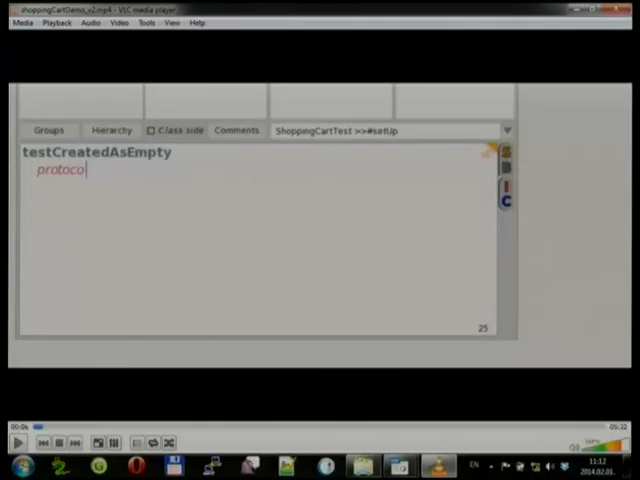 shoppingCartDemo_v2.mp4 - VLC media player
Media Playback Audio Video Tools View Help
Groups Hierarchy Class side Comments ShoppingCartTest >>#setUp
testCreatedAsEmpty
protoco
S
D
I
C
25
00:06 05:22
EN 11:12
2014.02.01.